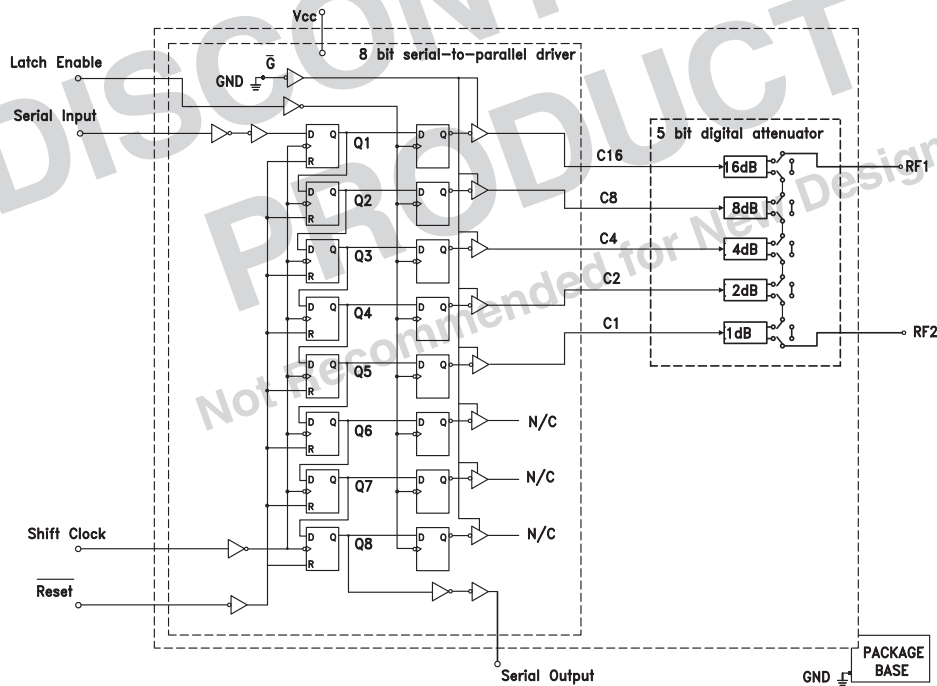 DISCONT
PRODUCT
Not Recommended for New Design
Vcc
8 bit serial-to-parallel driver
Latch Enable
G
GND
Serial Input
5 bit digital attenuator
D Q
R
Q1
D Q
C16
16dB
RF1
D Q
R
Q2
D Q
C8
8dB
D Q
R
Q3
D Q
C4
4dB
D Q
R
Q4
D Q
C2
2dB
D Q
R
Q5
D Q
C1
1dB
RF2
D Q
R
Q6
D Q
N/C
D Q
R
Q7
D Q
N/C
Shift Clock
D Q
R
Q8
D Q
N/C
Reset
Serial Output
GND
PACKAGE
BASE